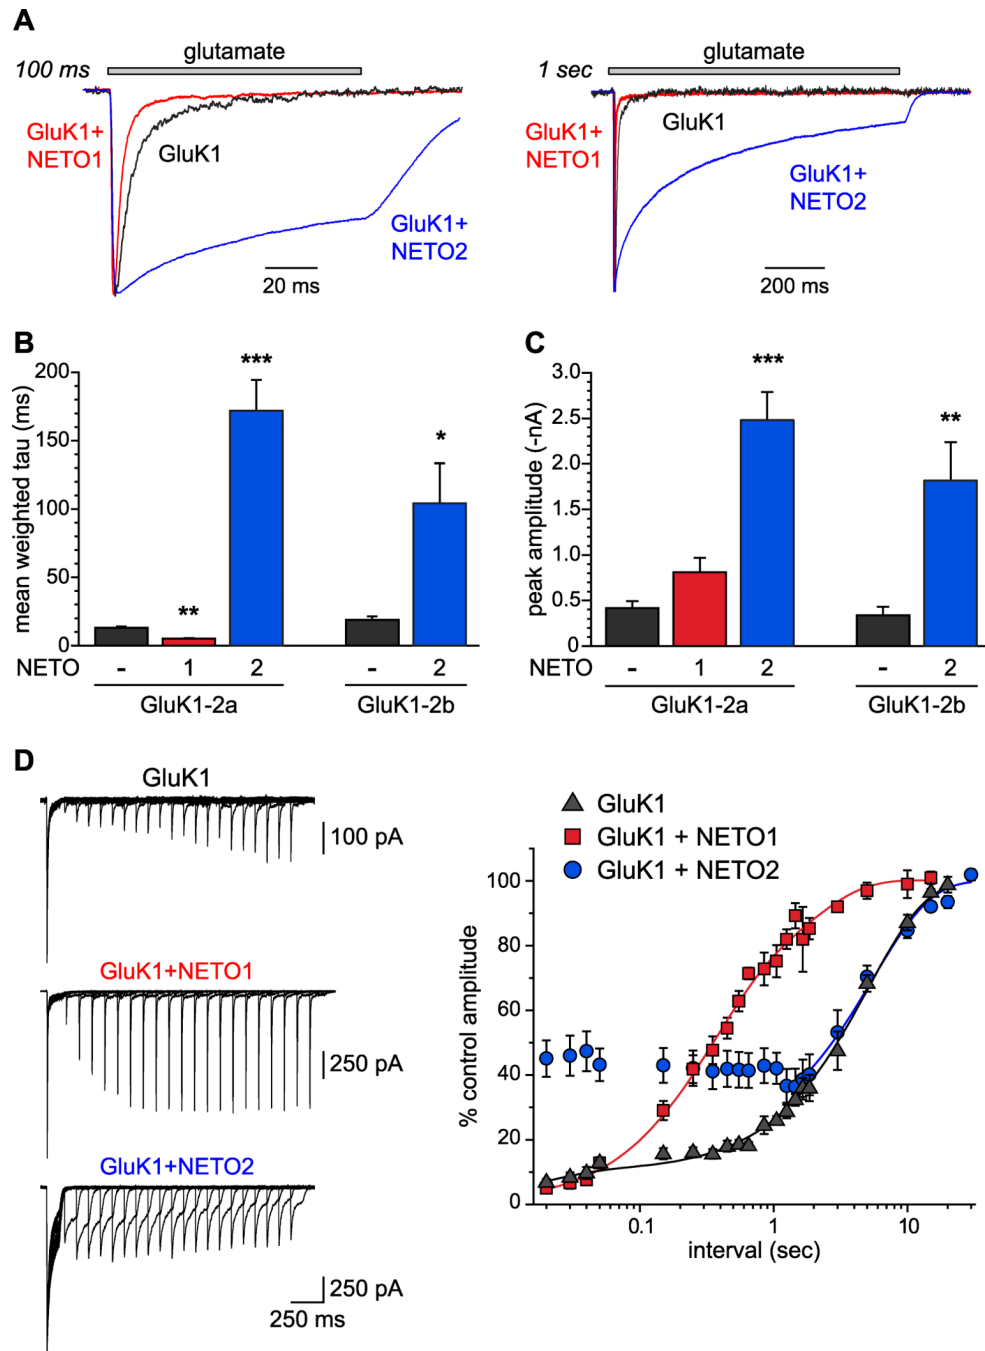 A
glutamate
100 ms
GluK1+
NETO1
GluK1
GluK1+
NETO2
20 ms
glutamate
1 sec
GluK1+
NETO1
GluK1
GluK1+
NETO2
200 ms
B
mean weighted tau (ms)
200
150
100
50
0
***
**
*
NETO - 1 2 - 2
GluK1-2a GluK1-2b
C
peak amplitude (-nA)
3.0
2.5
2.0
1.5
1.0
0.5
0
***
**
NETO - 1 2 - 2
GluK1-2a GluK1-2b
D
GluK1
100 pA
GluK1+NETO1
250 pA
GluK1+NETO2
250 pA
250 ms
GluK1
GluK1 + NETO1
GluK1 + NETO2
% control amplitude
100
80
60
40
20
0
0.1 1 10
interval (sec)